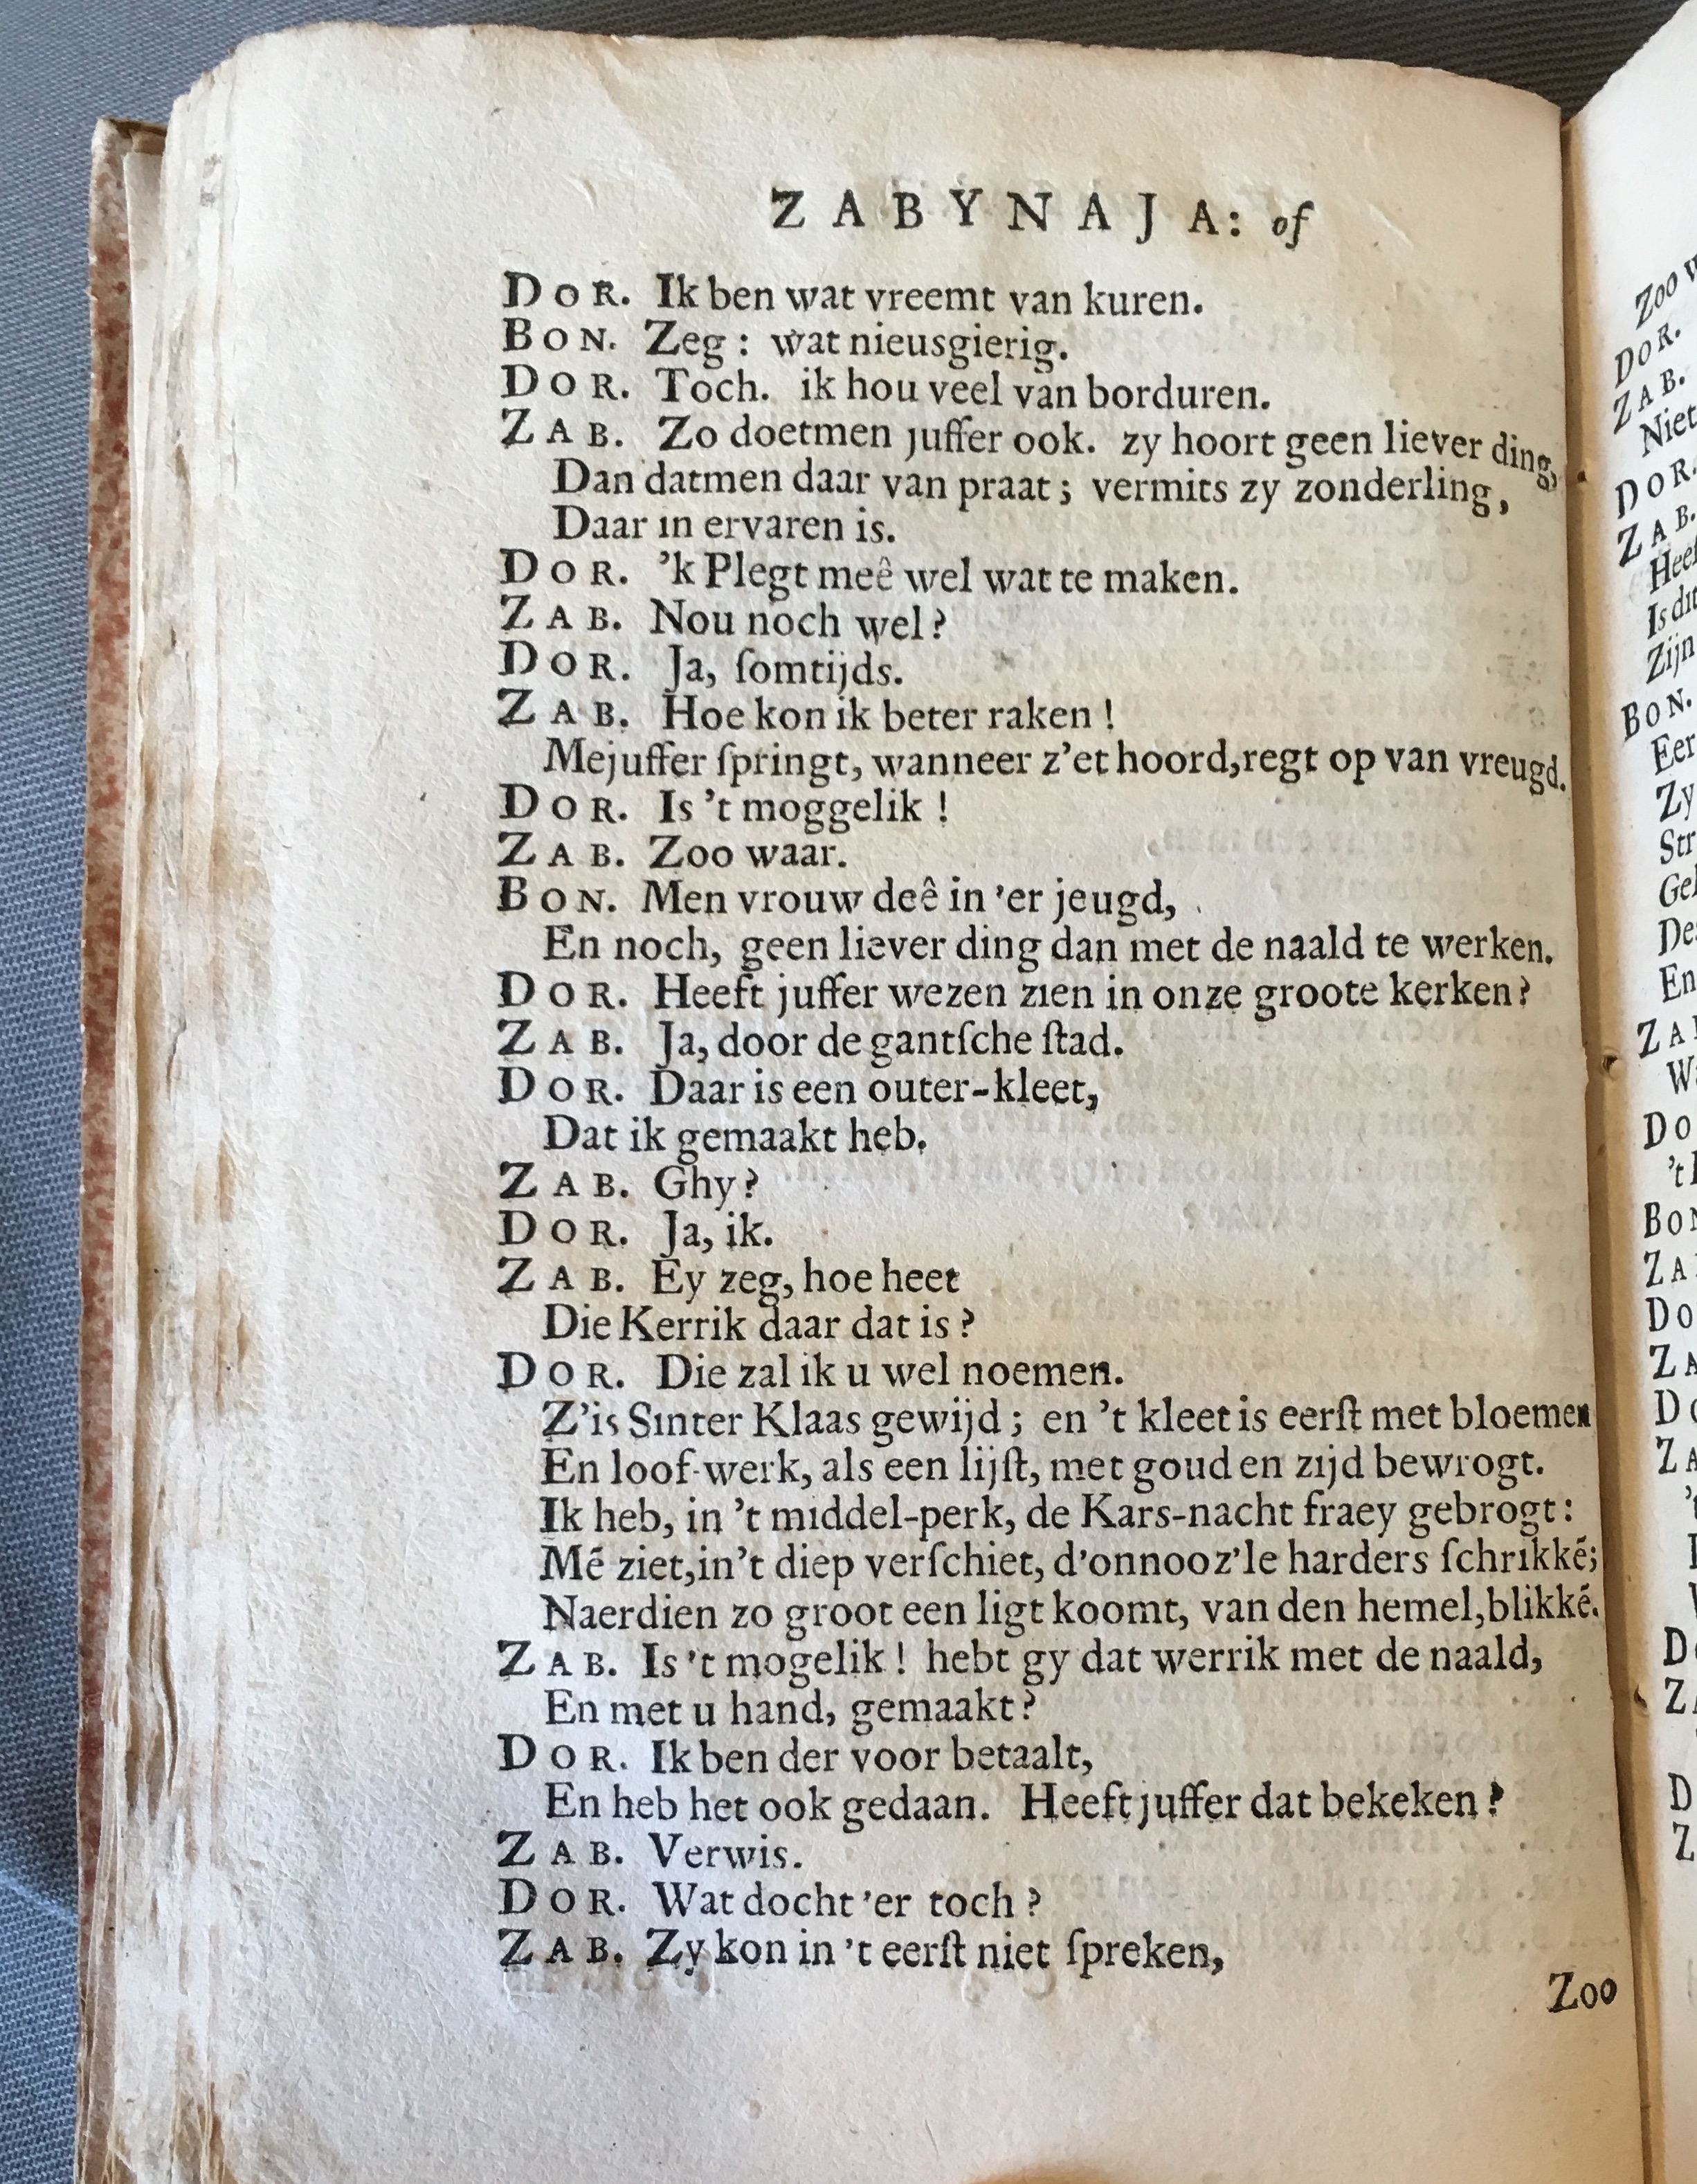 ZABYNAJA: of
DOR. Ik ben wat vreemt van kuren.
BON. Zeg: wat nieusgierig.
DOR. Toch. ik hou veel van borduren.
ZAB. Zo doetmen juffer ook. zy hoort geen liever ding,
Dan datmen daar van praat; vermits zy zonderling,
Daar in ervaren is.
DOR. 'k Plegt meê wel wat te maken.
ZAB. Nou noch wel?
DOR. Ja, ſomtijds.
ZAB. Hoe kon ik beter raken!
Mejuffer ſpringt, wanneer z'et hoord, regt op van vreugd.
DOR. Is 't moggelik!
ZAB. Zoo waar.
BON. Men vrouw deê in 'er jeugd,
En noch, geen liever ding dan met de naald te werken.
DOR. Heeft juffer wezen zien in onze groote kerken?
ZAB. Ja, door de gantſche ſtad.
DOR. Daar is een outer-kleet,
Dat ik gemaakt heb.
ZAB. Ghy?
DOR. Ja, ik.
ZAB. Ey zeg, hoe heet
Die Kerrik daar dat is?
DOR. Die zal ik u wel noemen.
Z'is Sinter Klaas gewijd; en 't kleet is eerſt met bloemen
En loof-werk, als een lijſt, met goud en zijd bewrogt.
Ik heb, in 't middel-perk, de Kars-nacht fraey gebrogt:
Mē ziet, in't diep verſchiet, d'onnooz'le harders ſchrikkē;
Naerdien zo groot een ligt koomt, van den hemel, blikkē.
ZAB. Is 't mogelik! hebt gy dat werrik met de naald,
En met u hand, gemaakt?
DOR. Ik ben der voor betaalt,
En heb het ook gedaan. Heeft juffer dat bekeken?
ZAB. Verwis.
DOR. Wat docht 'er toch?
ZAB. Zy kon in 't eerſt niet ſpreken,
Zoo
Zoo
DOR.
ZAB.
Niet
DOR.
ZAB.
Zijn
BON.
Zy
En